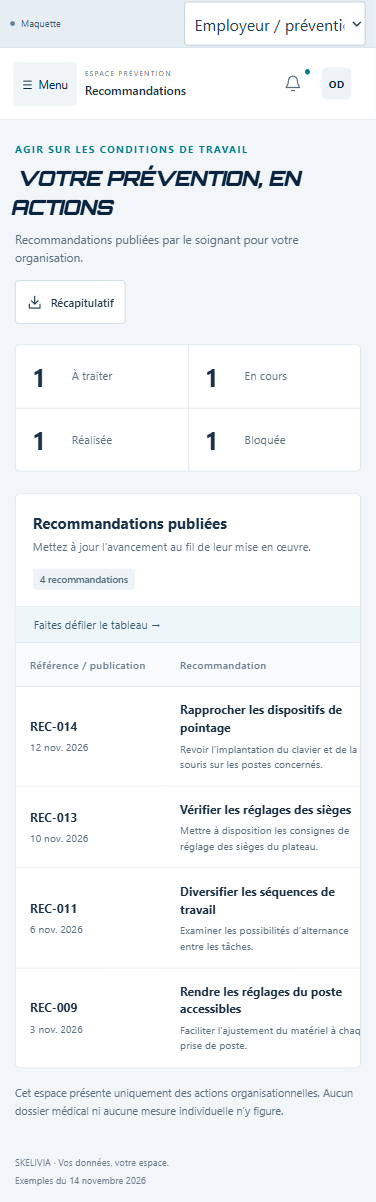 Maquette
Employeur / préventi
☰ Menu
ESPACE PRÉVENTION
Recommandations
OD
AGIR SUR LES CONDITIONS DE TRAVAIL
VOTRE PRÉVENTION, EN
ACTIONS
Recommandations publiées par le soignant pour votre
organisation.
Récapitulatif
1 À traiter
1 En cours
1 Réalisée
1 Bloquée
Recommandations publiées
Mettez à jour l'avancement au fil de leur mise en œuvre.
4 recommandations
Faites défiler le tableau →
Référence / publication Recommandation
REC-014
12 nov. 2026
Rapprocher les dispositifs de
pointage
Revoir l'implantation du clavier et de la
souris sur les postes concernés.
REC-013
10 nov. 2026
Vérifier les réglages des sièges
Mettre à disposition les consignes de
réglage des sièges du plateau.
REC-011
6 nov. 2026
Diversifier les séquences de
travail
Examiner les possibilités d'alternance
entre les tâches.
REC-009
3 nov. 2026
Rendre les réglages du poste
accessibles
Faciliter l'ajustement du matériel à chaq
prise de poste.
Cet espace présente uniquement des actions organisationnelles. Aucun
dossier médical ni aucune mesure individuelle n'y figure.
SKELIVIA · Vos données, votre espace.
Exemples du 14 novembre 2026